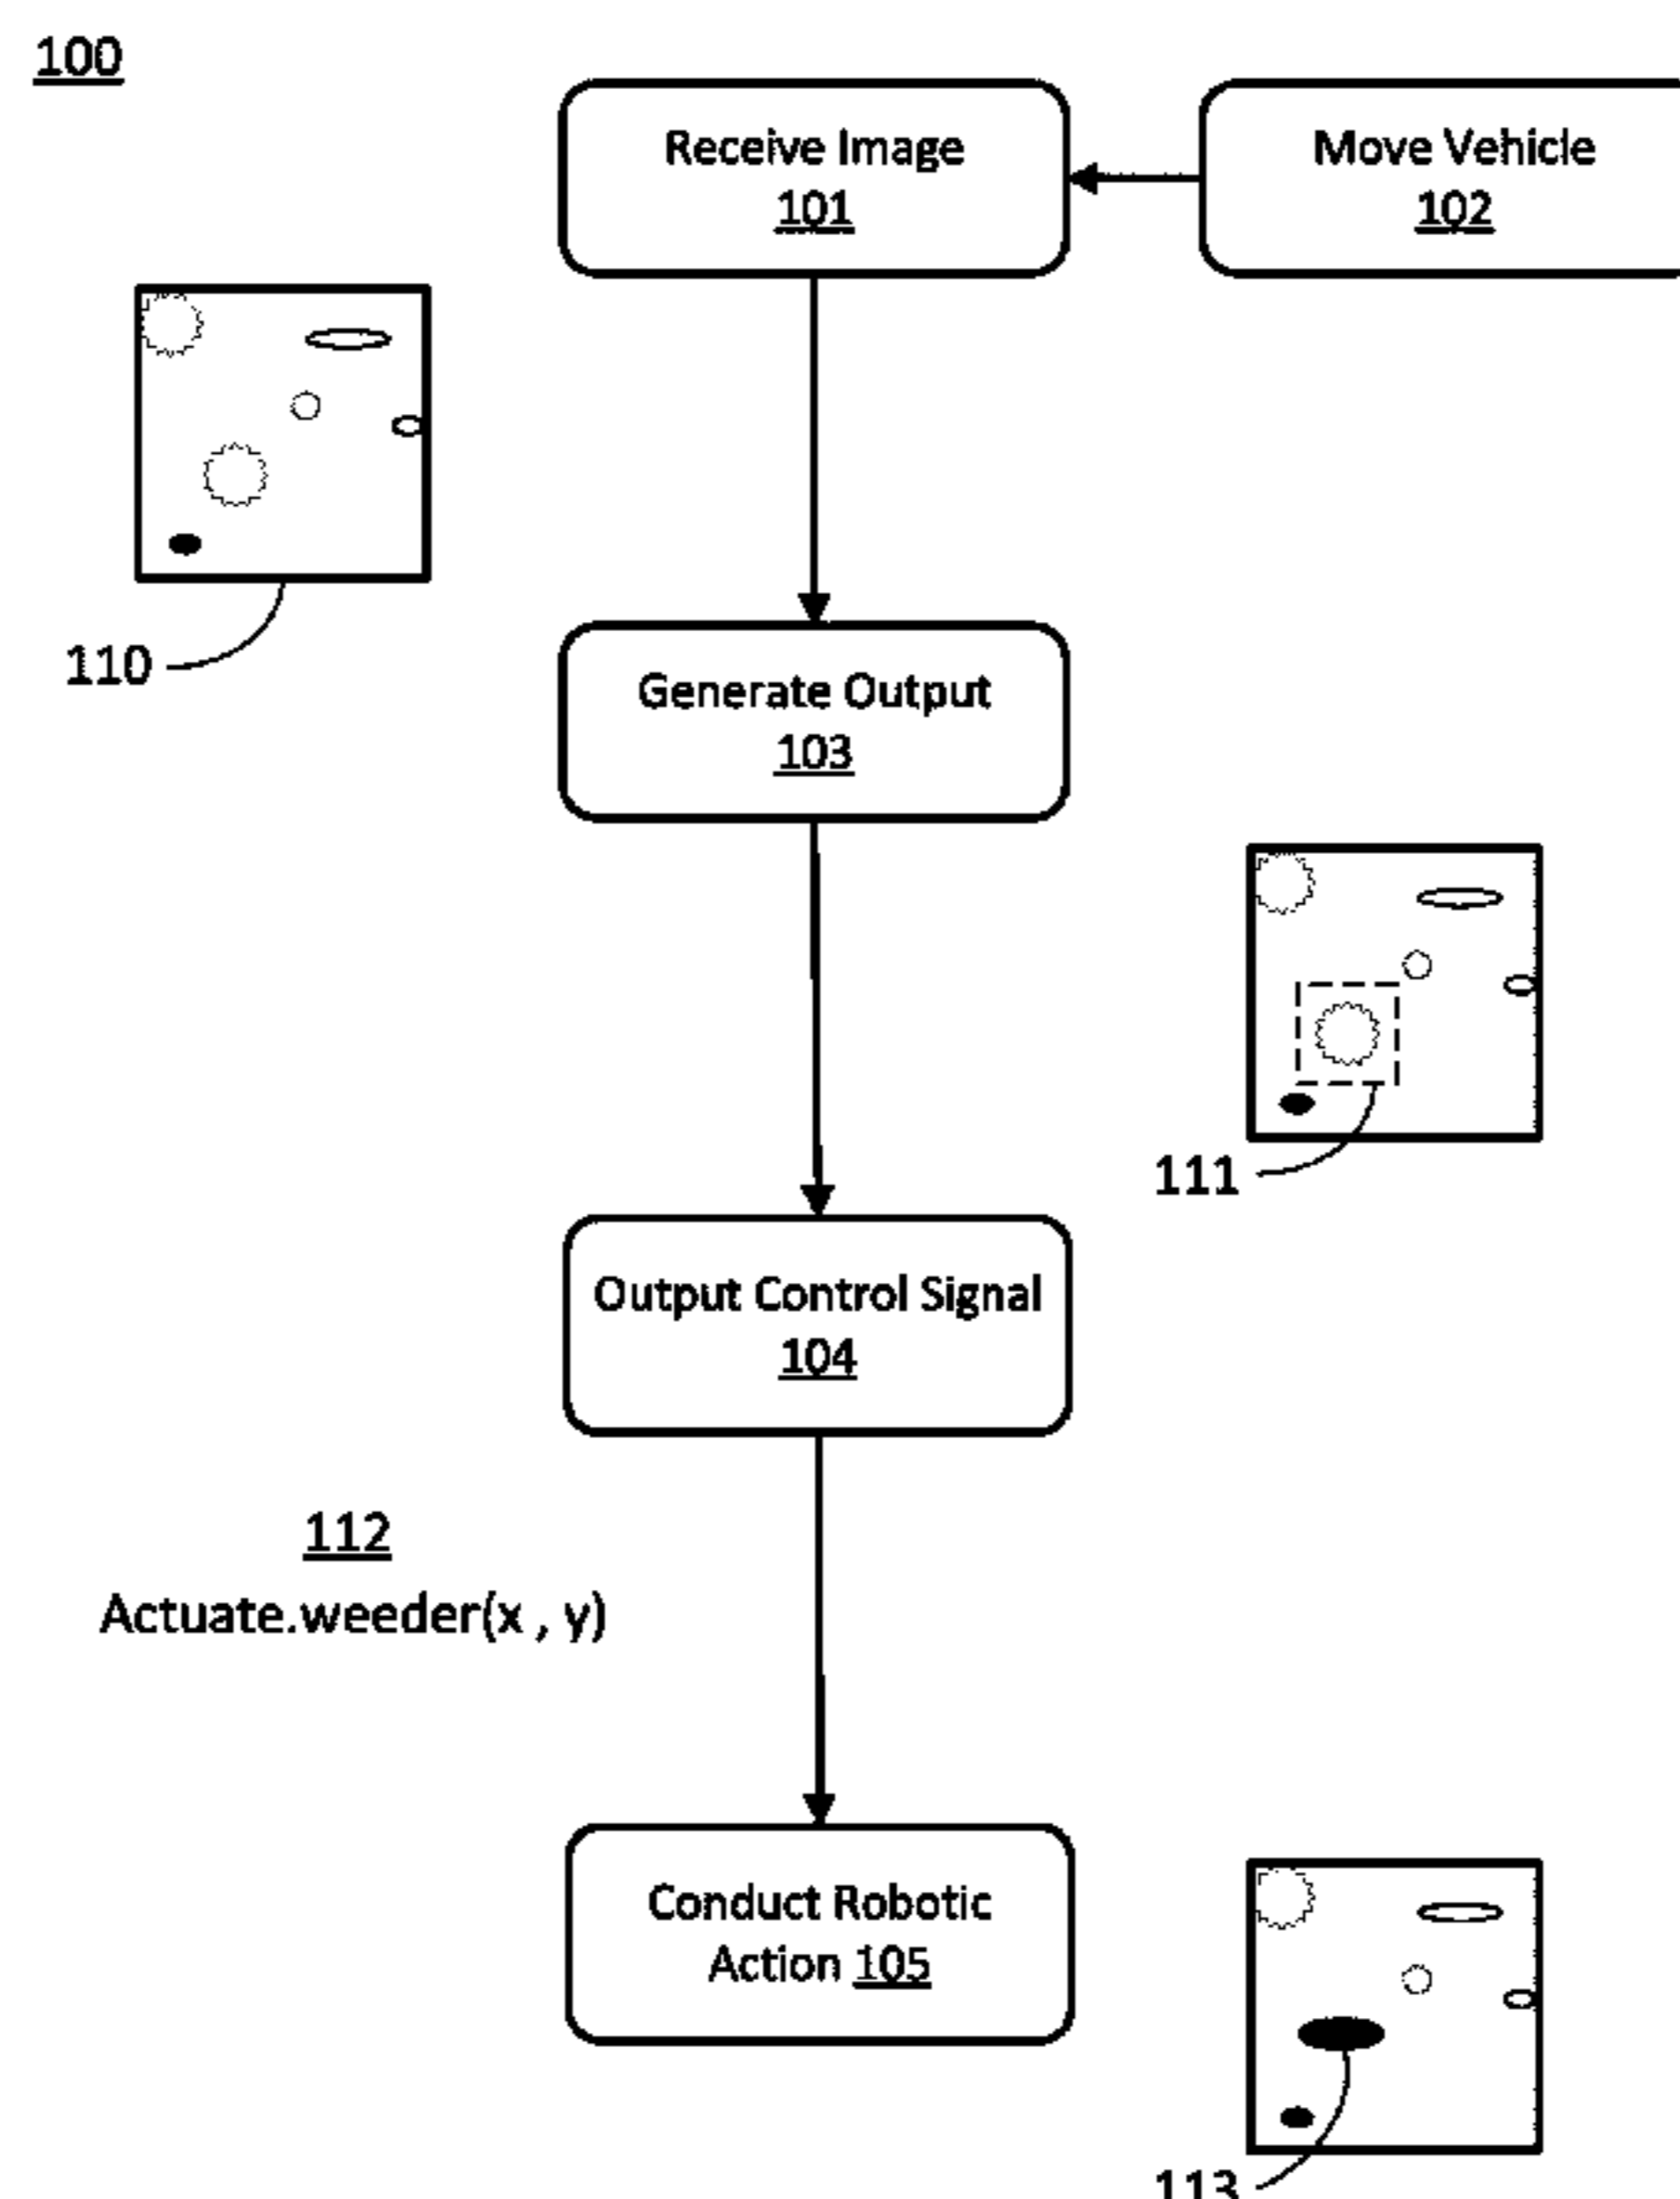 100
Receive Image
101
Move Vehicle
102
110
Generate Output
103
111
Output Control Signal
104
112
Actuate.weeder(x , y)
Conduct Robotic
Action 105
113